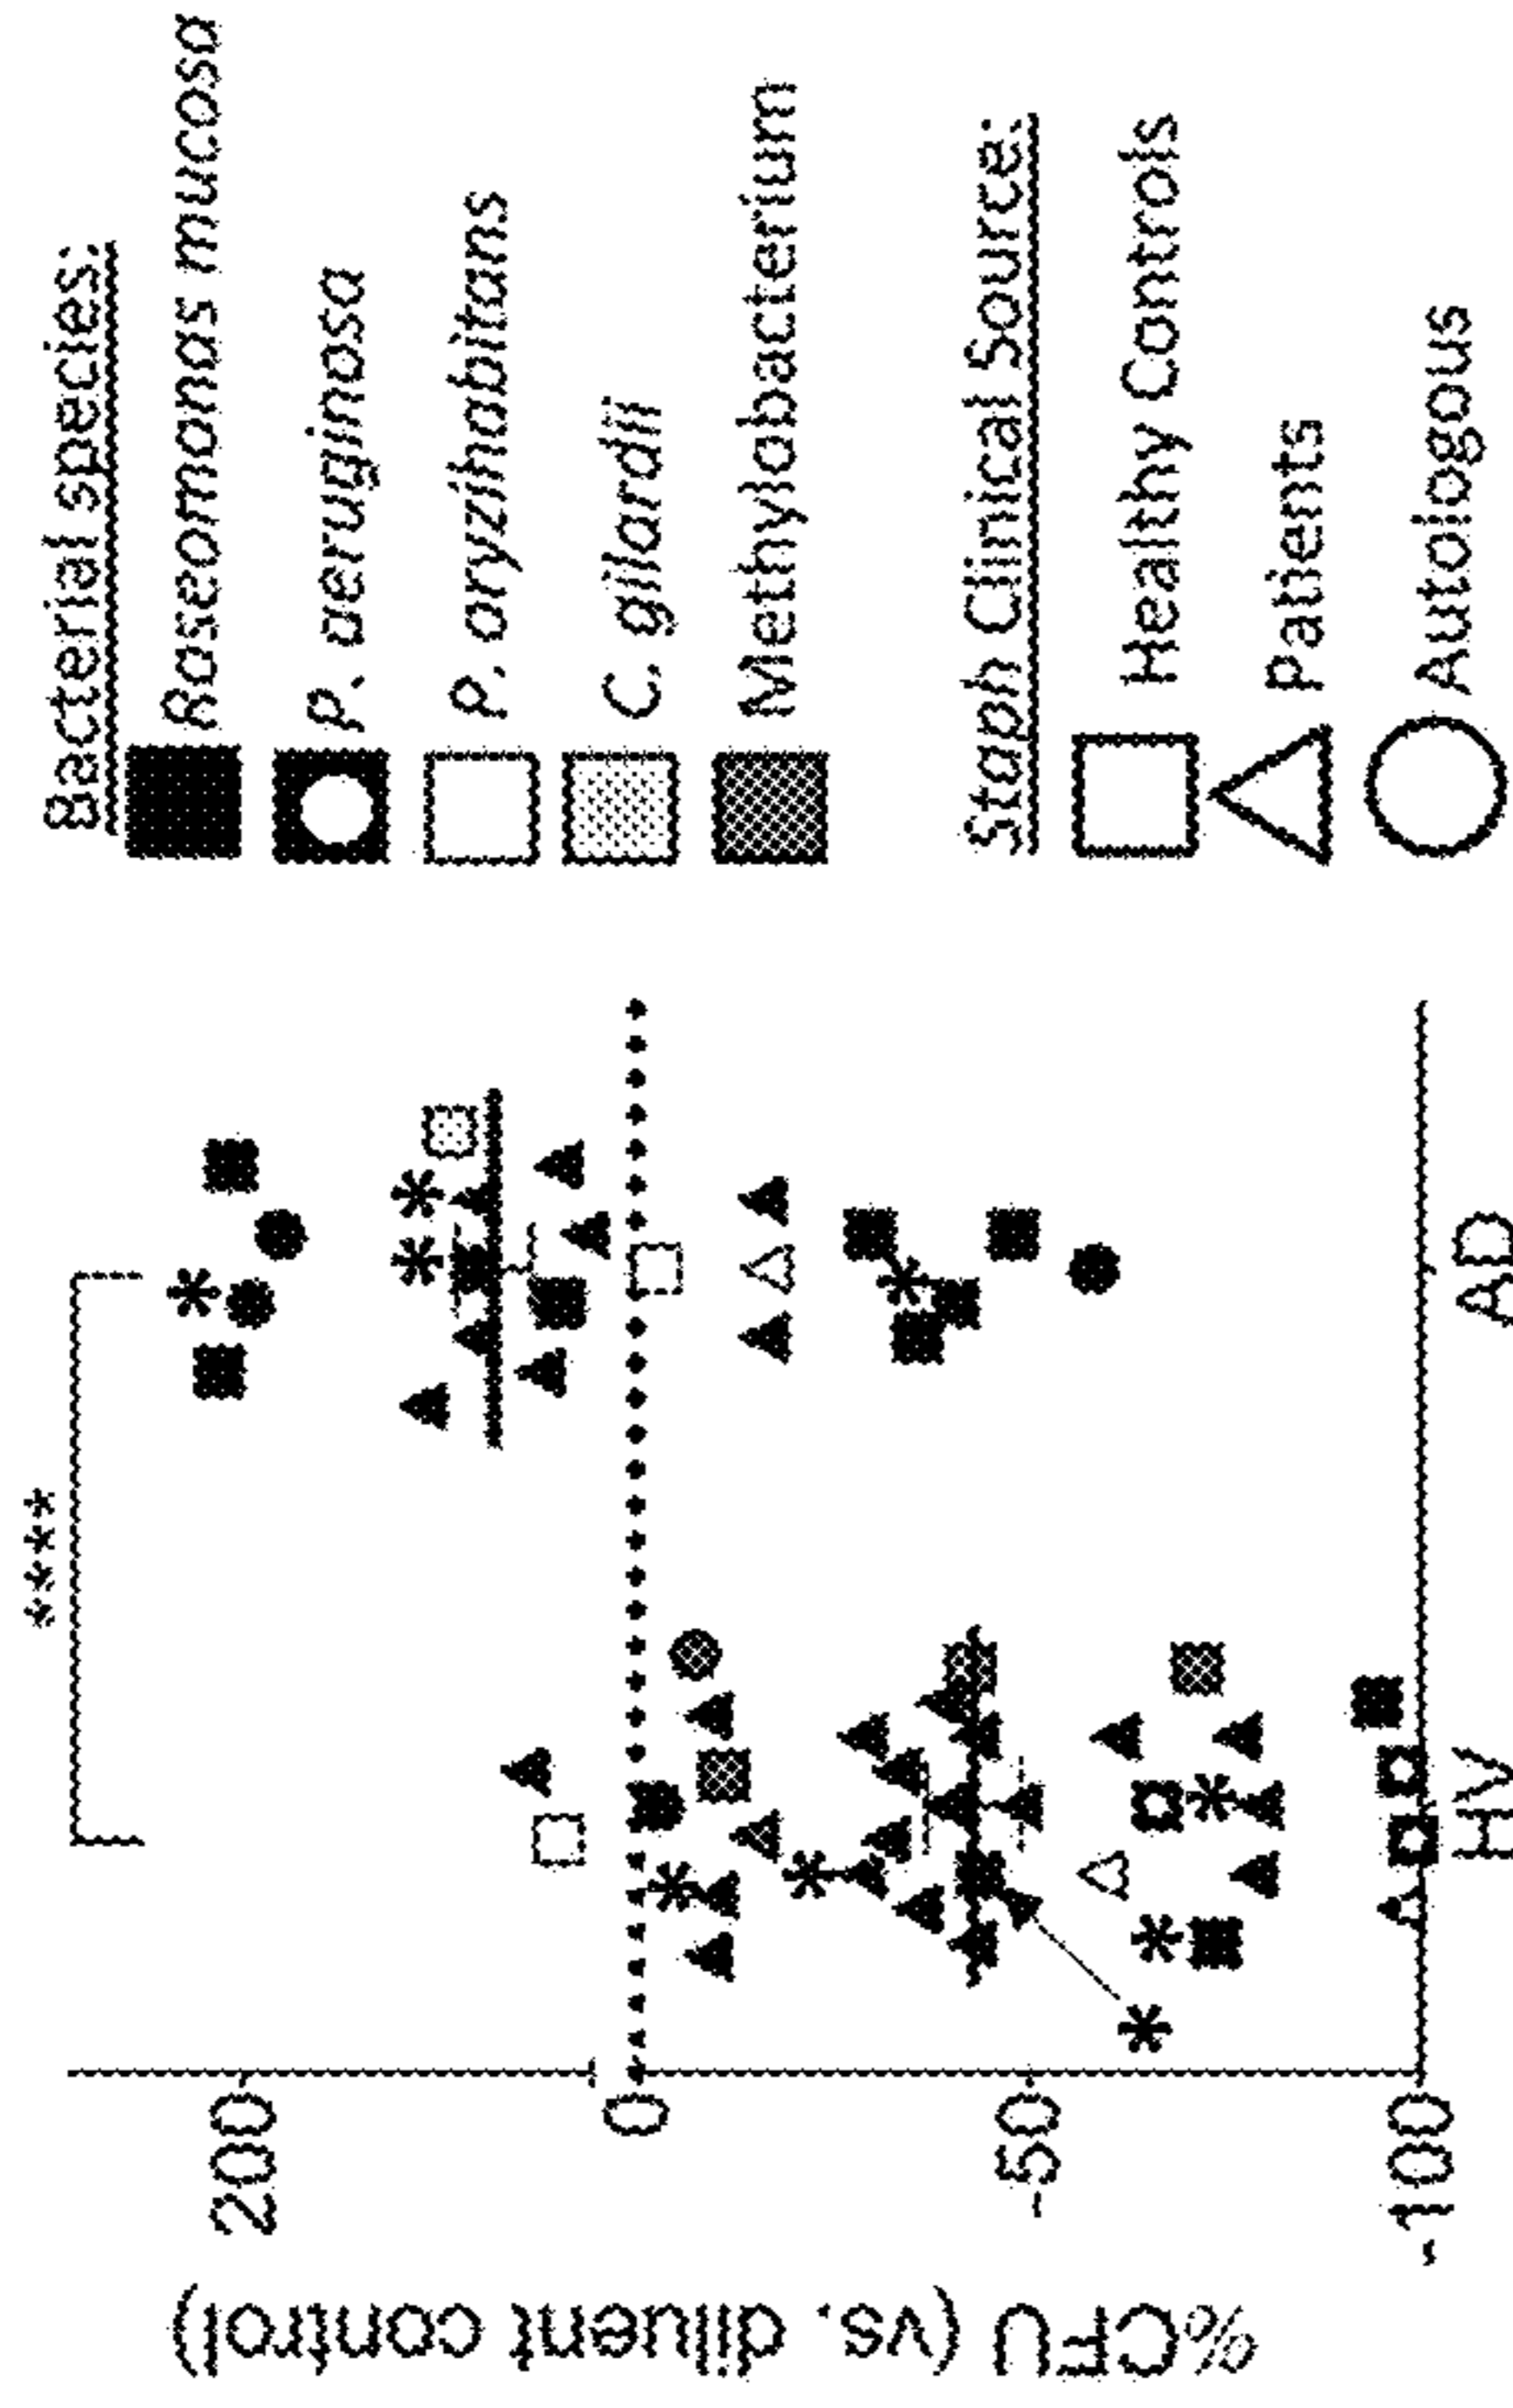 ****
%CFU (vs. diluent control)
200
0
-50
-100
HV
AD
Bacterial species:
Roseomonas mucosa
P. aeruginosa
P. oryzihabitans
C. gilardii
Methylobacterium
Staph Clinical Source:
Healthy Controls
Patients
Autologous